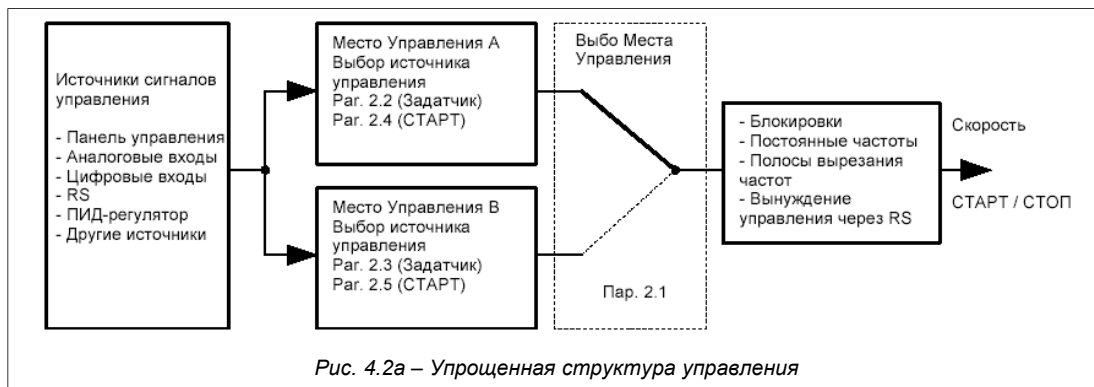 Источники сигналов
управления
- Панель управления
- Аналоговые входы
- Цифровые входы
- RS
- ПИД-регулятор
- Другие источники
Место Управления A
Выбор источника
управления
Par. 2.2 (Задатчик)
Par. 2.4 (СТАРТ)
Место Управления B
Выбор источника
управления
Par. 2.3 (Задатчик)
Par. 2.5 (СТАРТ)
Выбо Места
Управления
Пар. 2.1
- Блокировки
- Постоянные частоты
- Полосы вырезания
частот
- Вынуждение
управления через RS
Скорость
СТАРТ / СТОП
Рис. 4.2a – Упрощенная структура управления